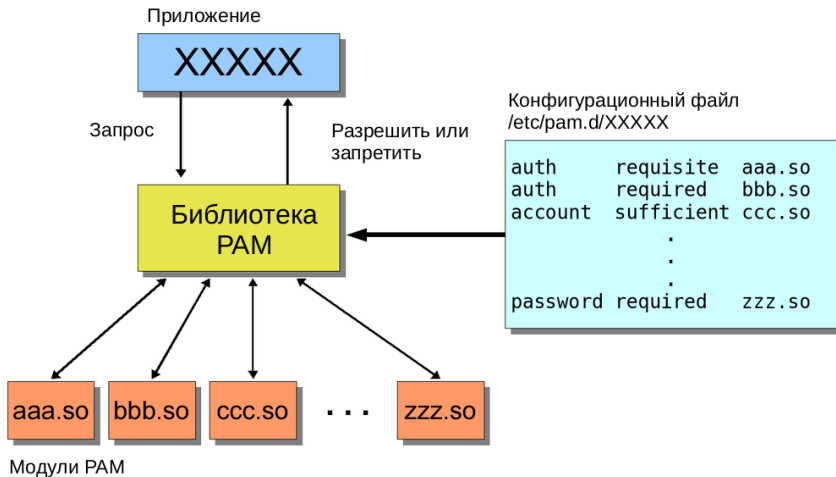 Приложение
XXXXX
Запрос
Разрешить или
запретить
Конфигурационный файл
/etc/pam.d/XXXXX
auth requisite aaa.so
auth required bbb.so
account sufficient ccc.so
.
.
.
password required zzz.so
Библиотека
PAM
aaa.so bbb.so ccc.so . . . zzz.so
Модули PAM